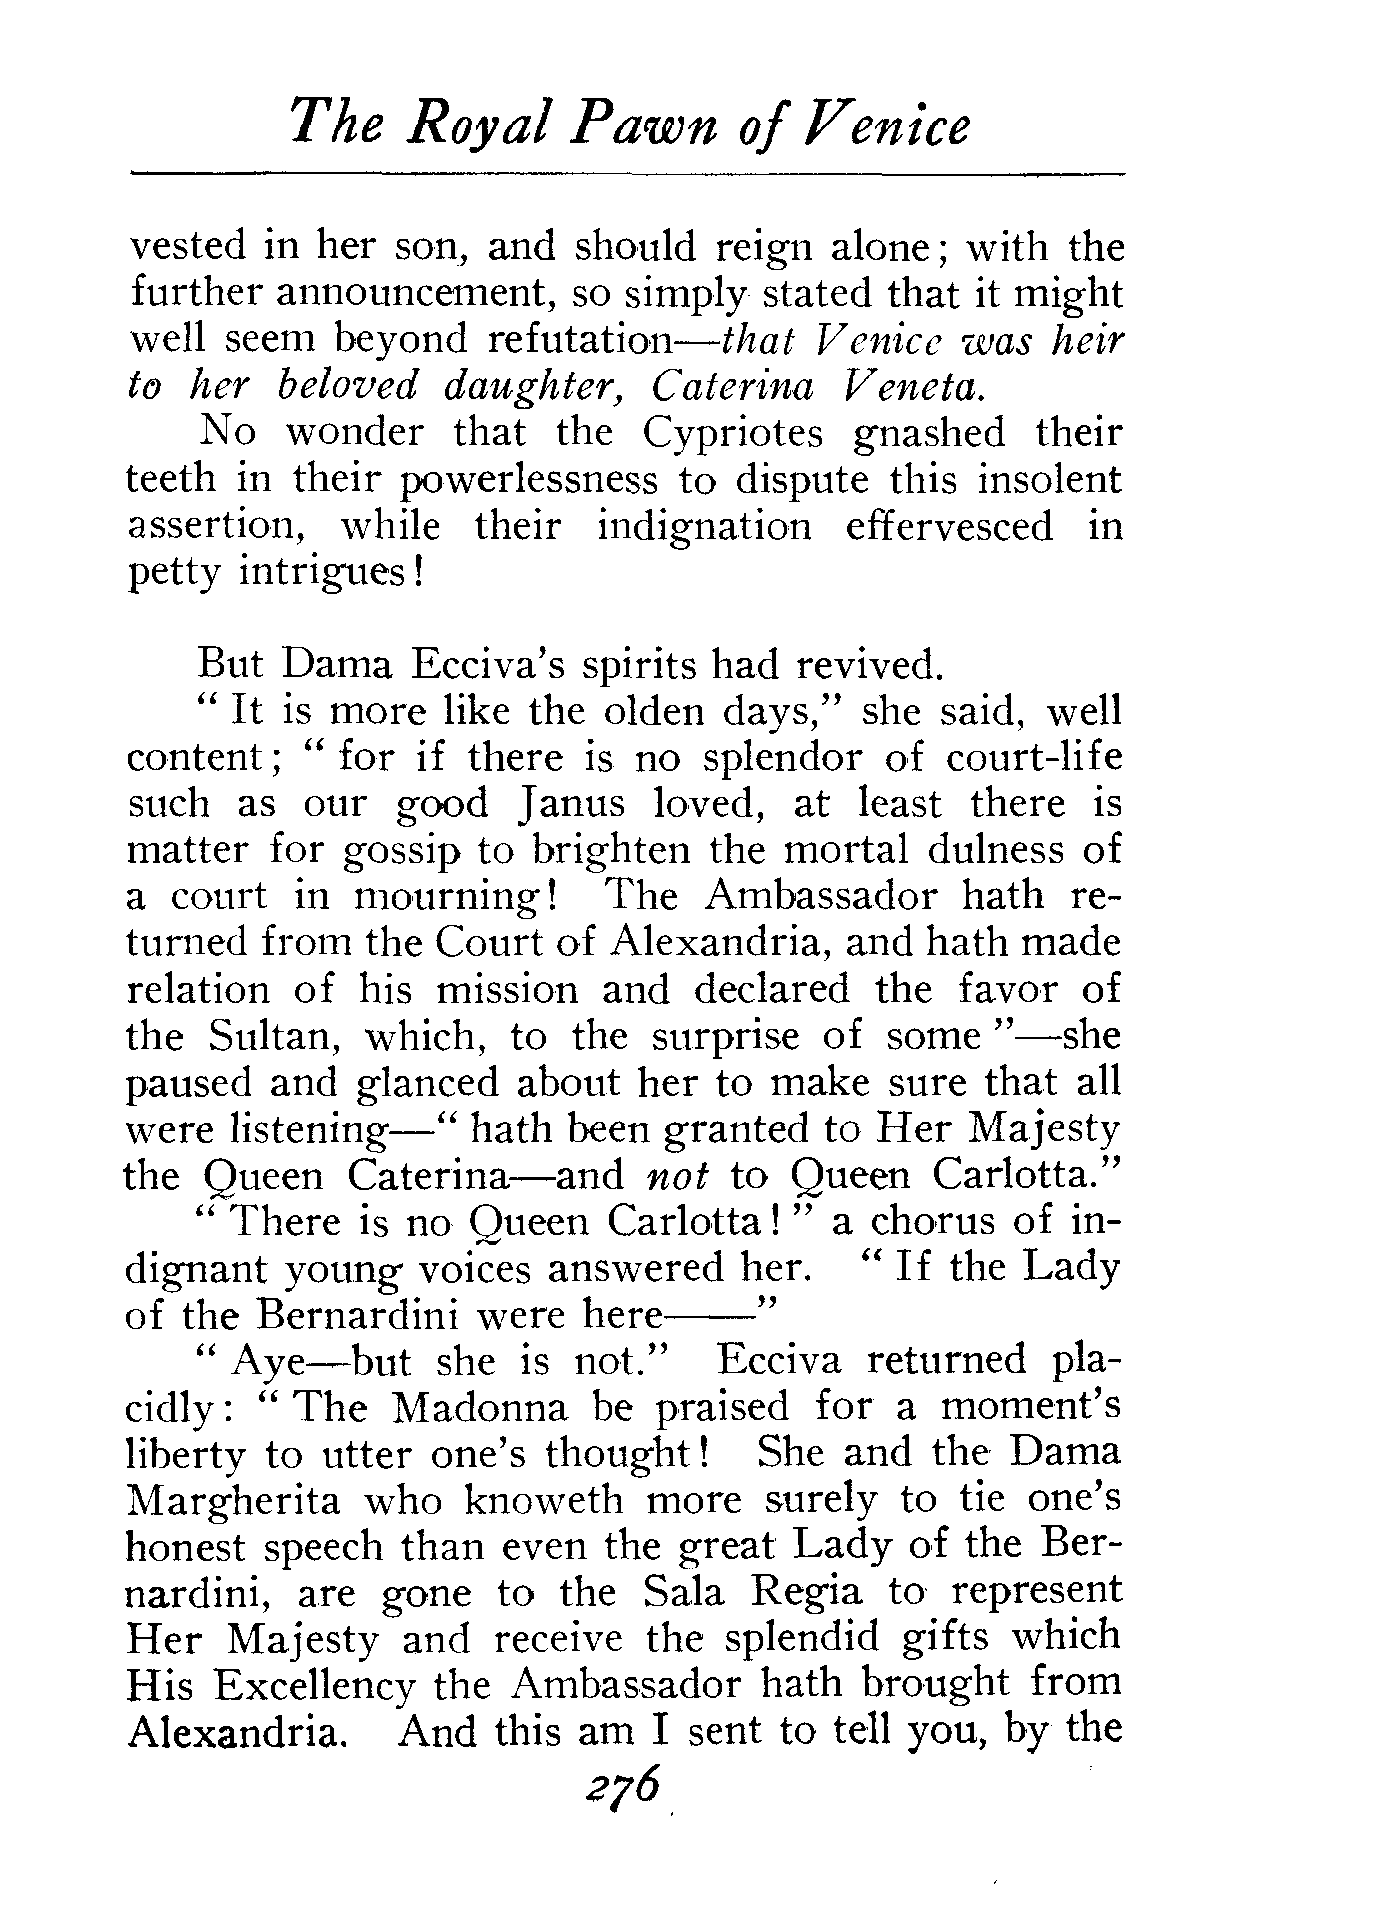 The Royal Pawn of Venice
vested in her son, and should reign alone; with the
further announcement, so simply stated that it might
well seem beyond refutation—that Venice was heir
to her beloved daughter, Caterina Veneta.
No wonder that the Cypriotes gnashed their
teeth in their powerlessness to dispute this insolent
assertion, while their indignation effervesced in
petty intrigues!
But Dama Ecciva's spirits had revived.
" It is more like the olden days," she said, well
content; " for if there is no splendor of court-life
such as our good Janus loved, at least there is
matter for gossip to brighten the mortal dulness of
a court in mourning! The Ambassador hath re-
turned from the Court of Alexandria, and hath made
relation of his mission and declared the favor of
the Sultan, which, to the surprise of some "—she
paused and glanced about her to make sure that all
were listening—" hath been granted to Her Majesty
the Queen Caterina—and not to Queen Carlotta."
" There is no Queen Carlotta! " a chorus of in-
dignant young voices answered her. " If the Lady
of the Bernardini were here——"
" Aye—but she is not." Ecciva returned pla-
cidly: " The Madonna be praised for a moment's
liberty to utter one's thought! She and the Dama
Margherita who knoweth more surely to tie one's
honest speech than even the great Lady of the Ber-
nardini, are gone to the Sala Regia to represent
Her Majesty and receive the splendid gifts which
His Excellency the Ambassador hath brought from
Alexandria. And this am I sent to tell you, by the
276